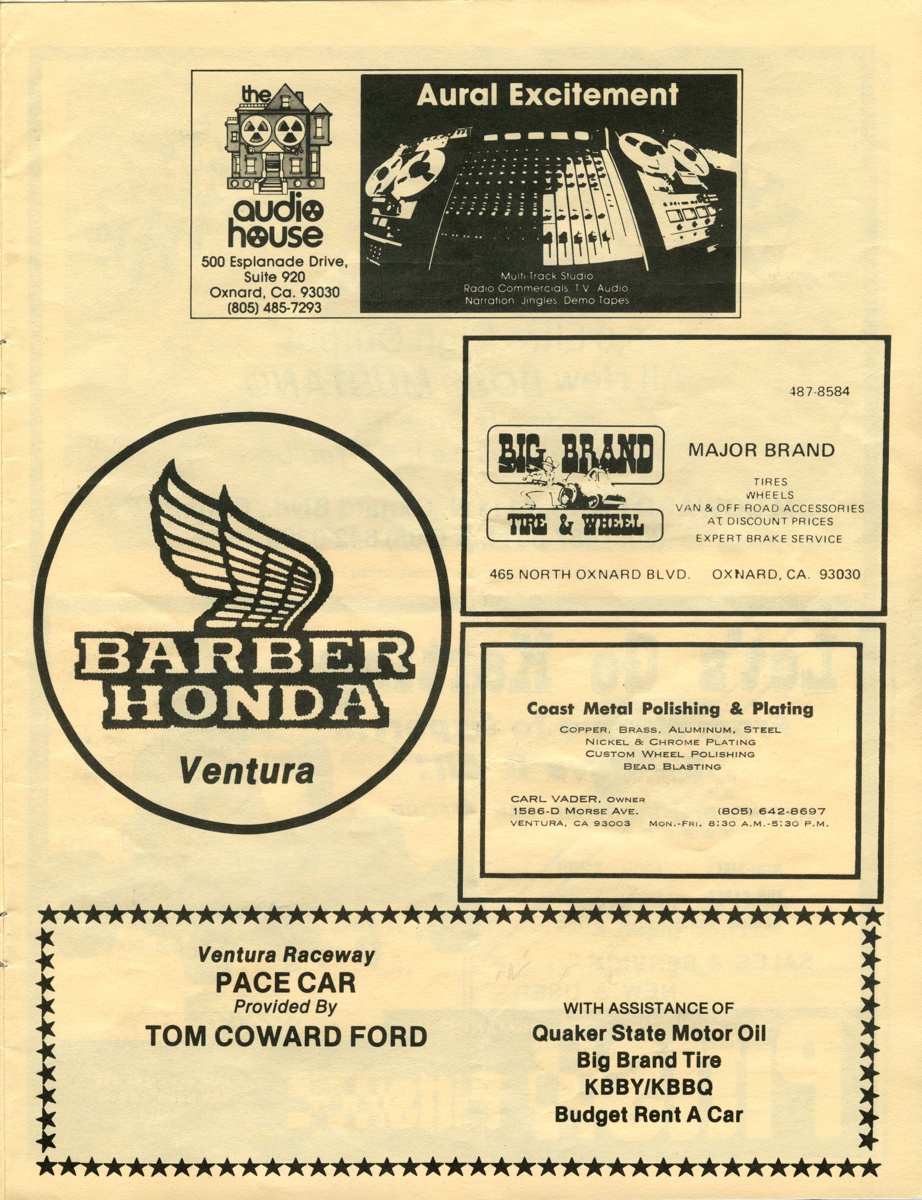 the
audio
house
500 Esplanade Drive,
Suite 920
Oxnard, Ca. 93030
(805) 485-7293
Aural Excitement
Multi-Track Studio
Radio Commercials, T.V. Audio
Narration, Jingles, Demo Tapes
487-8584
BIG BRAND
TIRE & WHEEL
MAJOR BRAND
TIRES
WHEELS
VAN & OFF ROAD ACCESSORIES
AT DISCOUNT PRICES
EXPERT BRAKE SERVICE
465 NORTH OXNARD BLVD. OXNARD, CA. 93030
BARBER
HONDA
Ventura
Coast Metal Polishing & Plating
COPPER, BRASS, ALUMINUM, STEEL
NICKEL & CHROME PLATING
CUSTOM WHEEL POLISHING
BEAD BLASTING
CARL VADER, OWNER
1586-D MORSE AVE. (805) 642-8697
VENTURA, CA 93003 MON.-FRI. 8:30 A.M.-5:30 P.M.
Ventura Raceway
PACE CAR
Provided By
TOM COWARD FORD
WITH ASSISTANCE OF
Quaker State Motor Oil
Big Brand Tire
KBBY/KBBQ
Budget Rent A Car